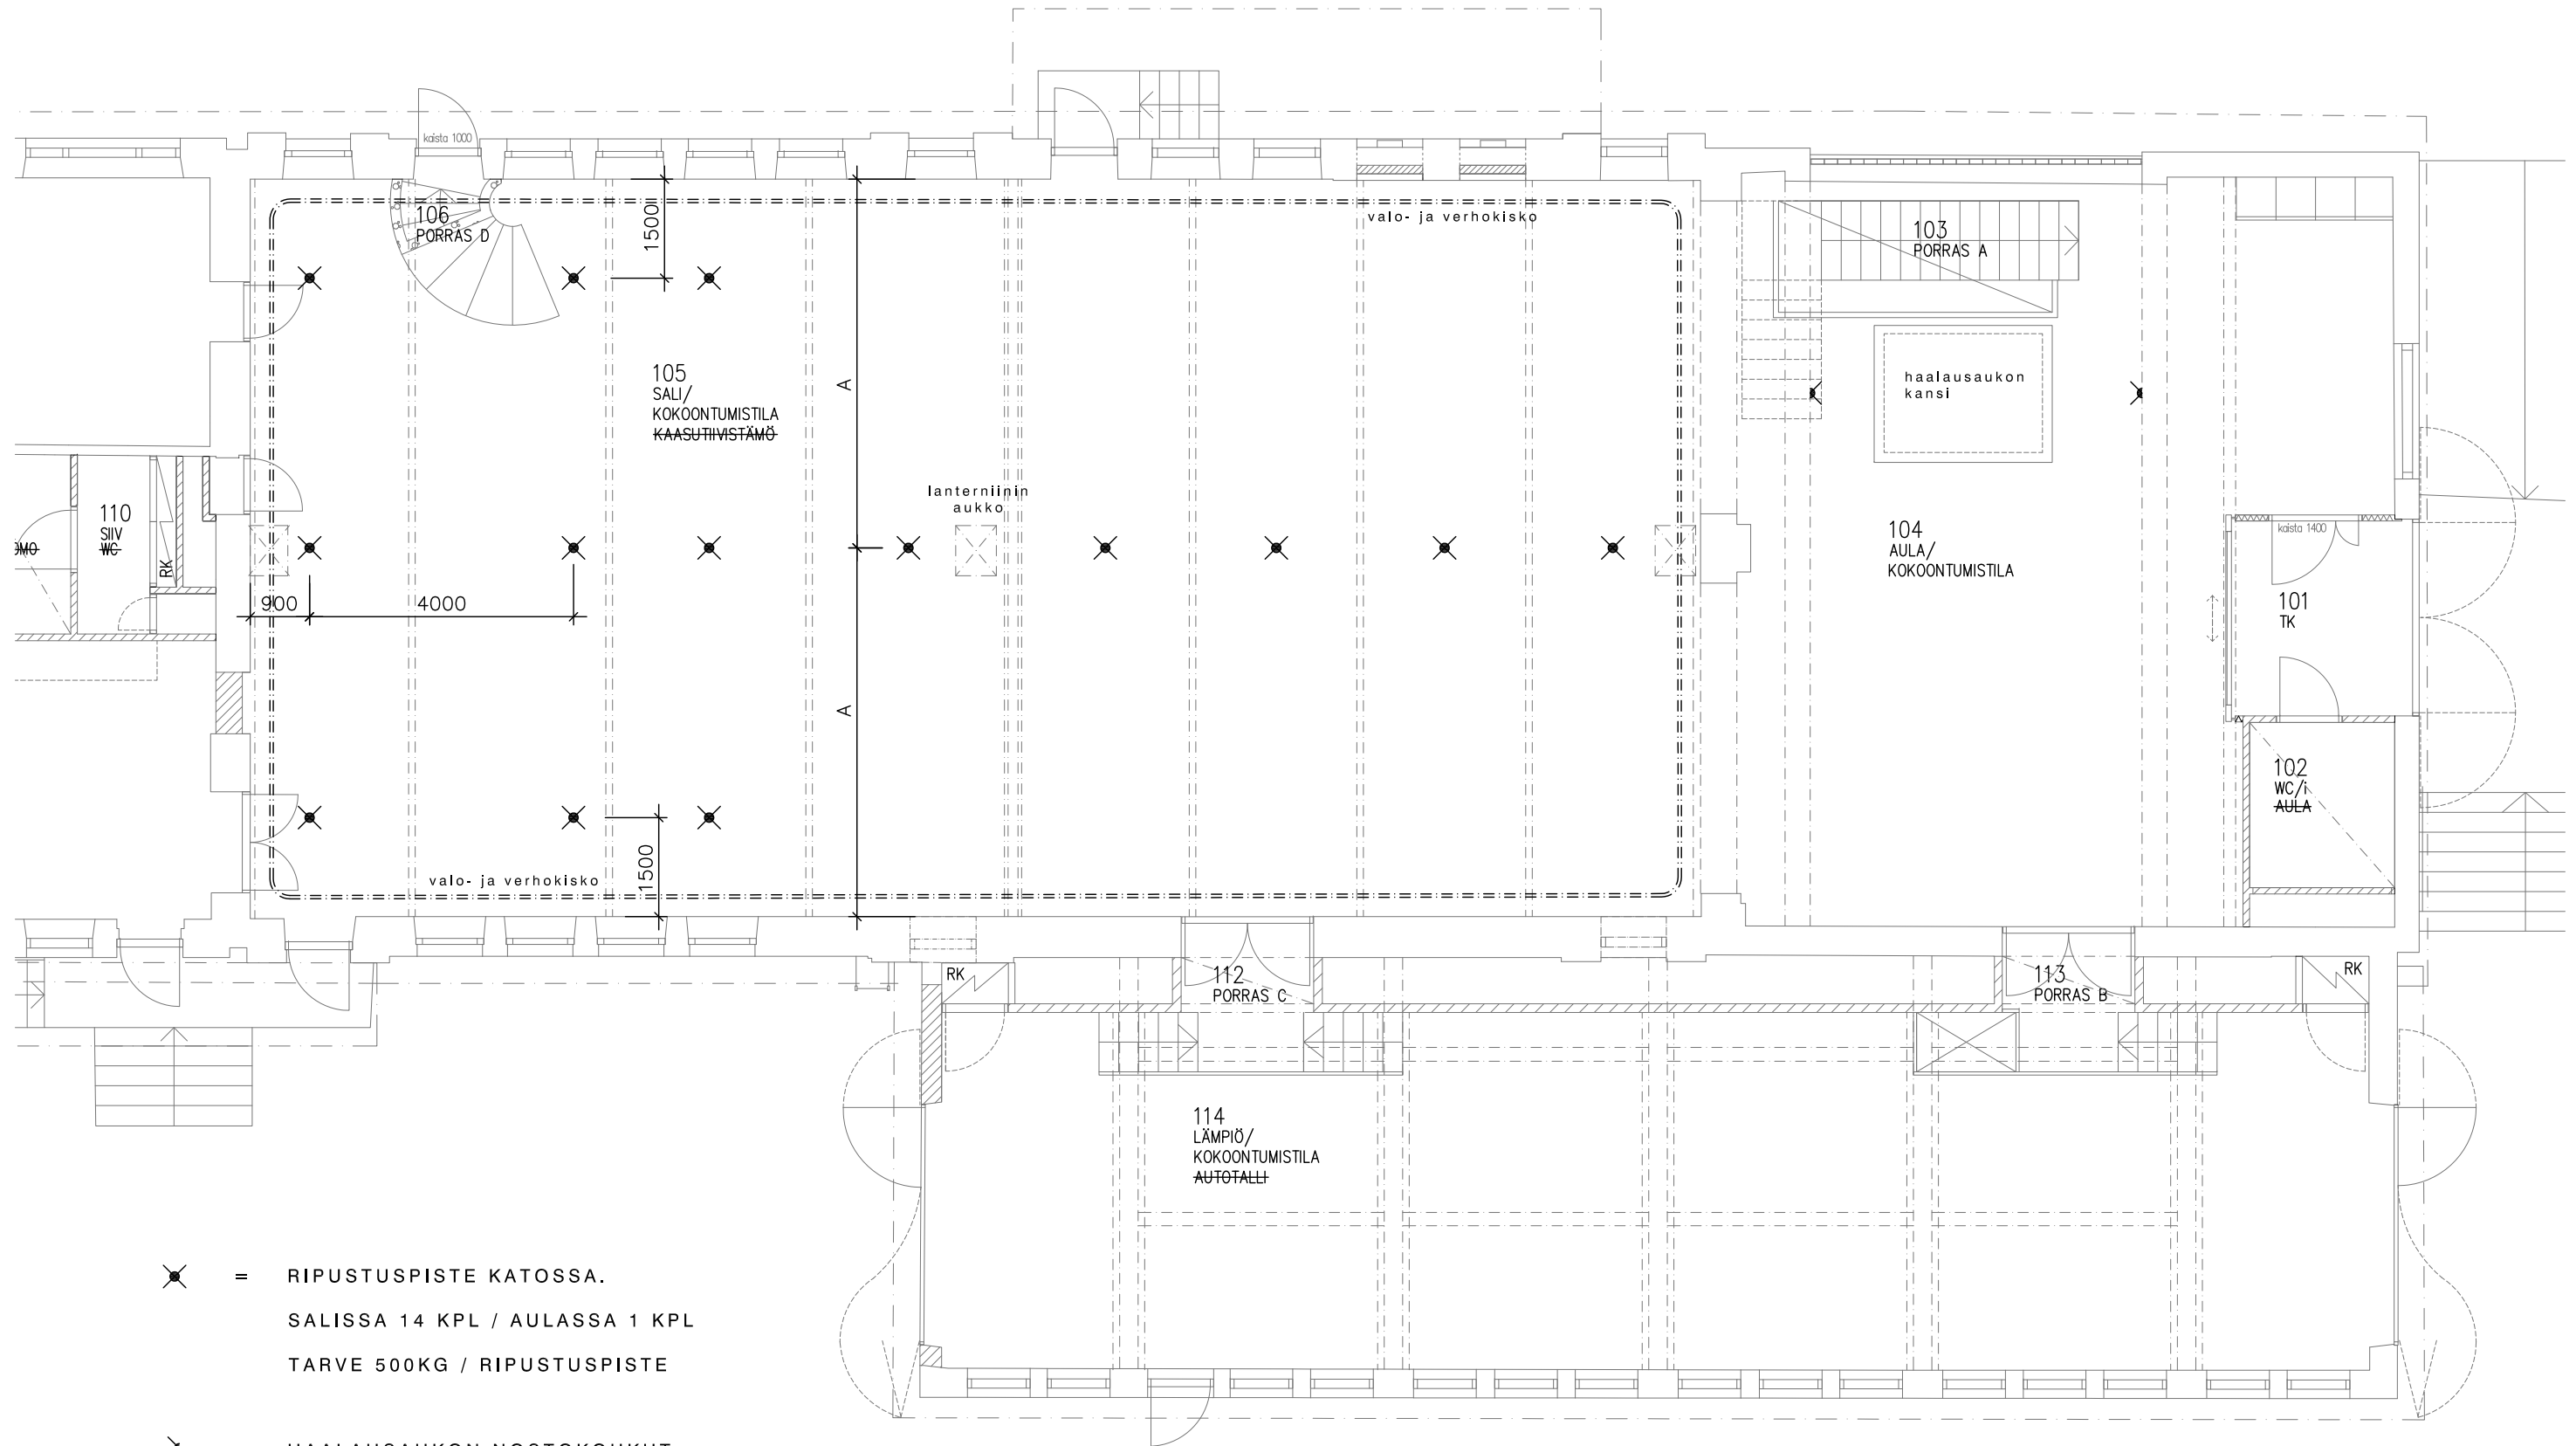 kaista 1000
106
PORRAS D
1500
valo- ja verhokisko
103
PORRAS A
105
SALI/
KOKOONTUMISTILA
KAASUTIIVISTÄMÖ
A
haalausaukon
kansi
lanterniinin
aukko
110
SIIV
WC
RK
104
AULA/
KOKOONTUMISTILA
kaista 1400
900
4000
101
TK
A
102
WC/i
AULA
1500
valo- ja verhokisko
RK
112
PORRAS C
113
PORRAS B
RK
114
LÄMPIÖ/
KOKOONTUMISTILA
AUTOTALLI
= RIPUSTUSPISTE KATOSSA.
SALISSA 14 KPL / AULASSA 1 KPL
TARVE 500KG / RIPUSTUSPISTE